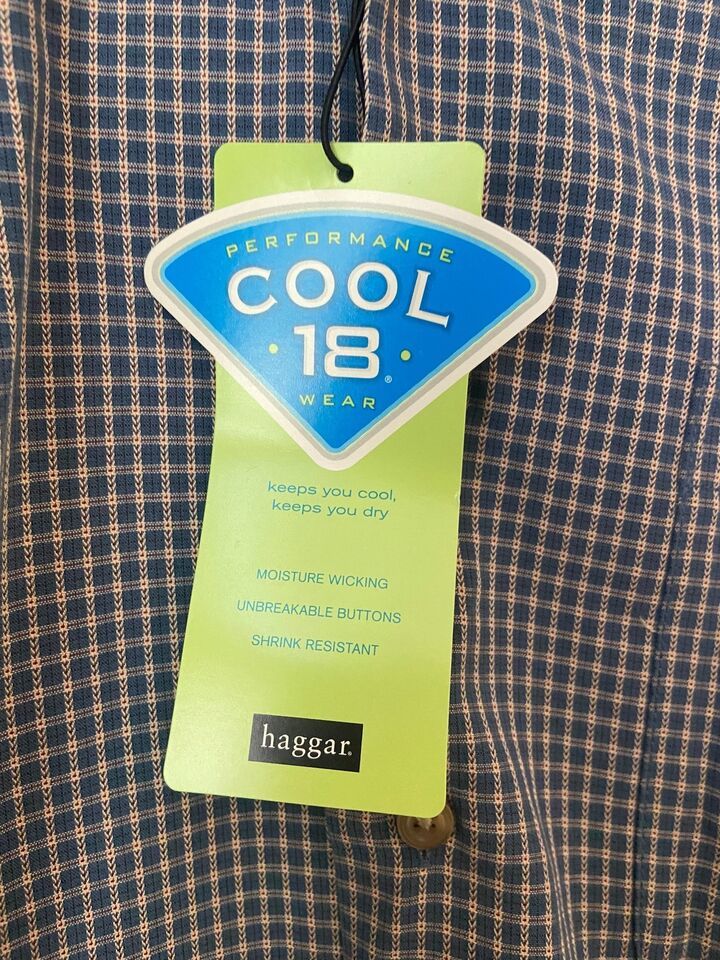 PERFORMANCE
COOL
· 18 ·®
WEAR
keeps you cool,
keeps you dry
MOISTURE WICKING
UNBREAKABLE BUTTONS
SHRINK RESISTANT
haggar®